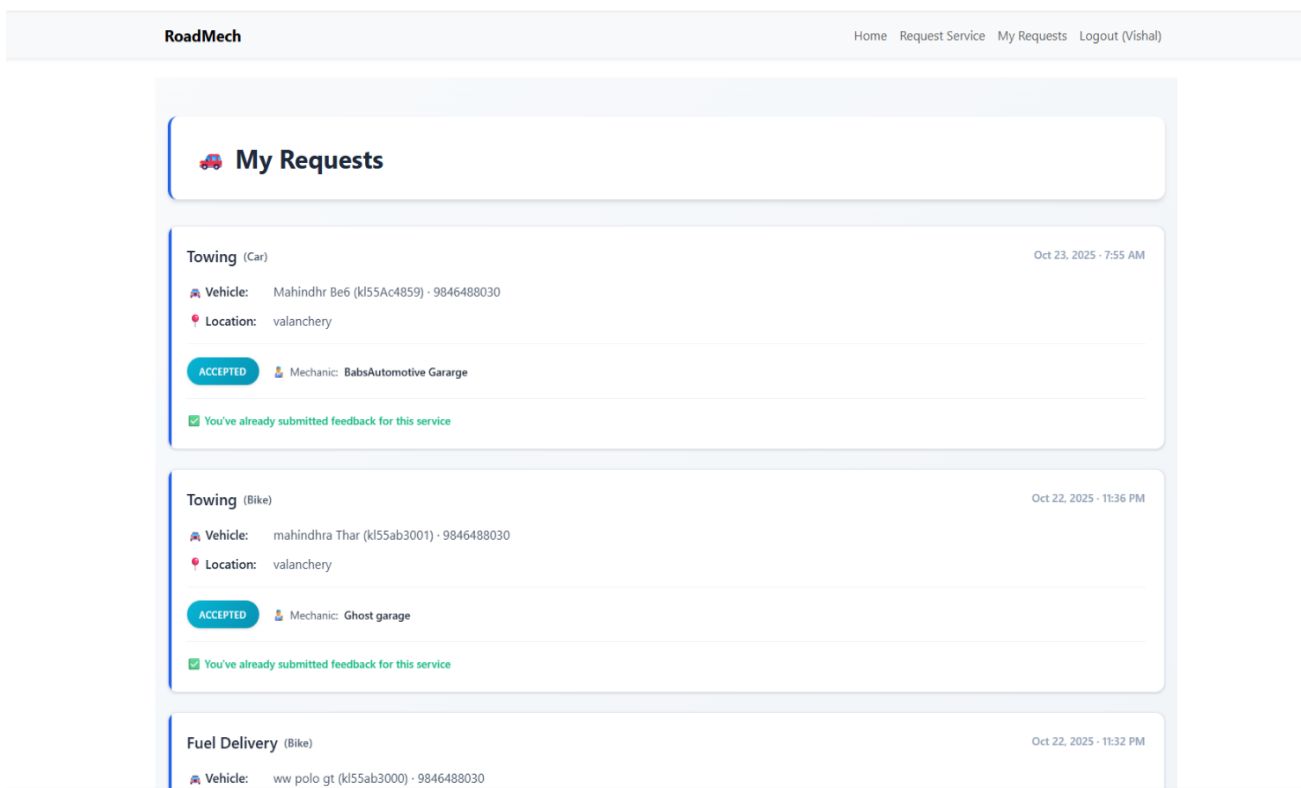 RoadMech
Home Request Service My Requests Logout (Vishal)
My Requests
Towing (Car) Oct 23, 2025 · 7:55 AM
Vehicle: Mahindhr Be6 (kl55Ac4859) · 9846488030
Location: valanchery
ACCEPTED Mechanic: BabsAutomotive Gararge
You've already submitted feedback for this service
Towing (Bike) Oct 22, 2025 · 11:36 PM
Vehicle: mahindhra Thar (kl55ab3001) · 9846488030
Location: valanchery
ACCEPTED Mechanic: Ghost garage
You've already submitted feedback for this service
Fuel Delivery (Bike) Oct 22, 2025 · 11:32 PM
Vehicle: ww polo gt (kl55ab3000) · 9846488030